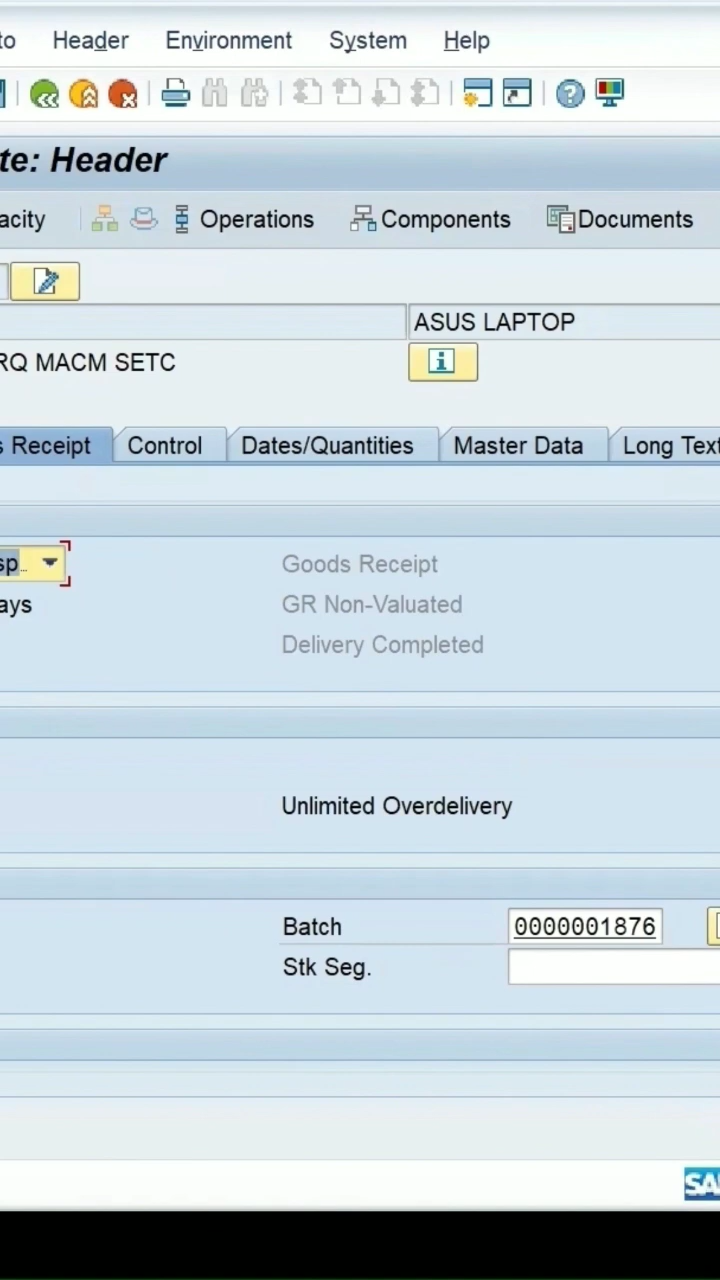 to Header Environment System Help
te: Header
acity Operations Components Documents
ASUS LAPTOP
RQ MACM SETC
s Receipt Control Dates/Quantities Master Data Long Text
sp..
Goods Receipt
ays
GR Non-Valuated
Delivery Completed
Unlimited Overdelivery
Batch 0000001876
Stk Seg.
SA